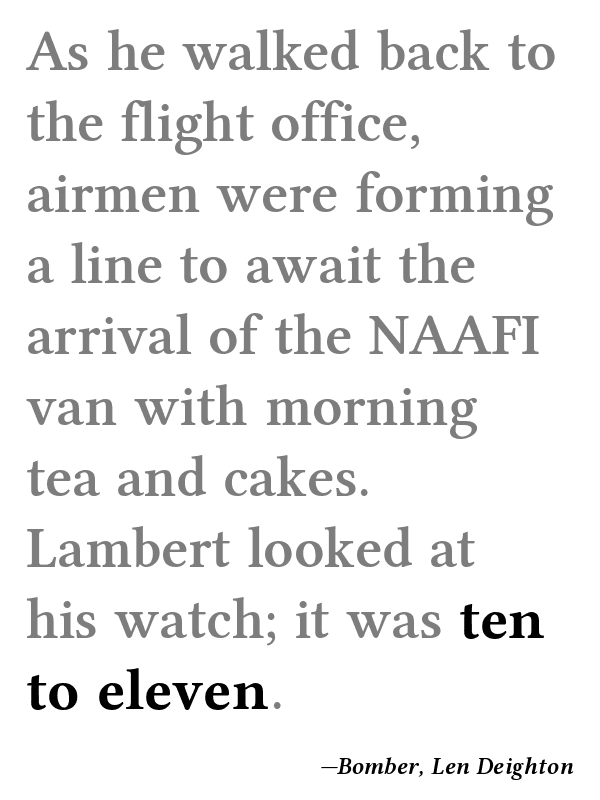 As he walked back to
the flight office,
airmen were forming
a line to await the
arrival of the NAAFI
van with morning
tea and cakes.
Lambert looked at
his watch; it was ten
to eleven.
—Bomber, Len Deighton